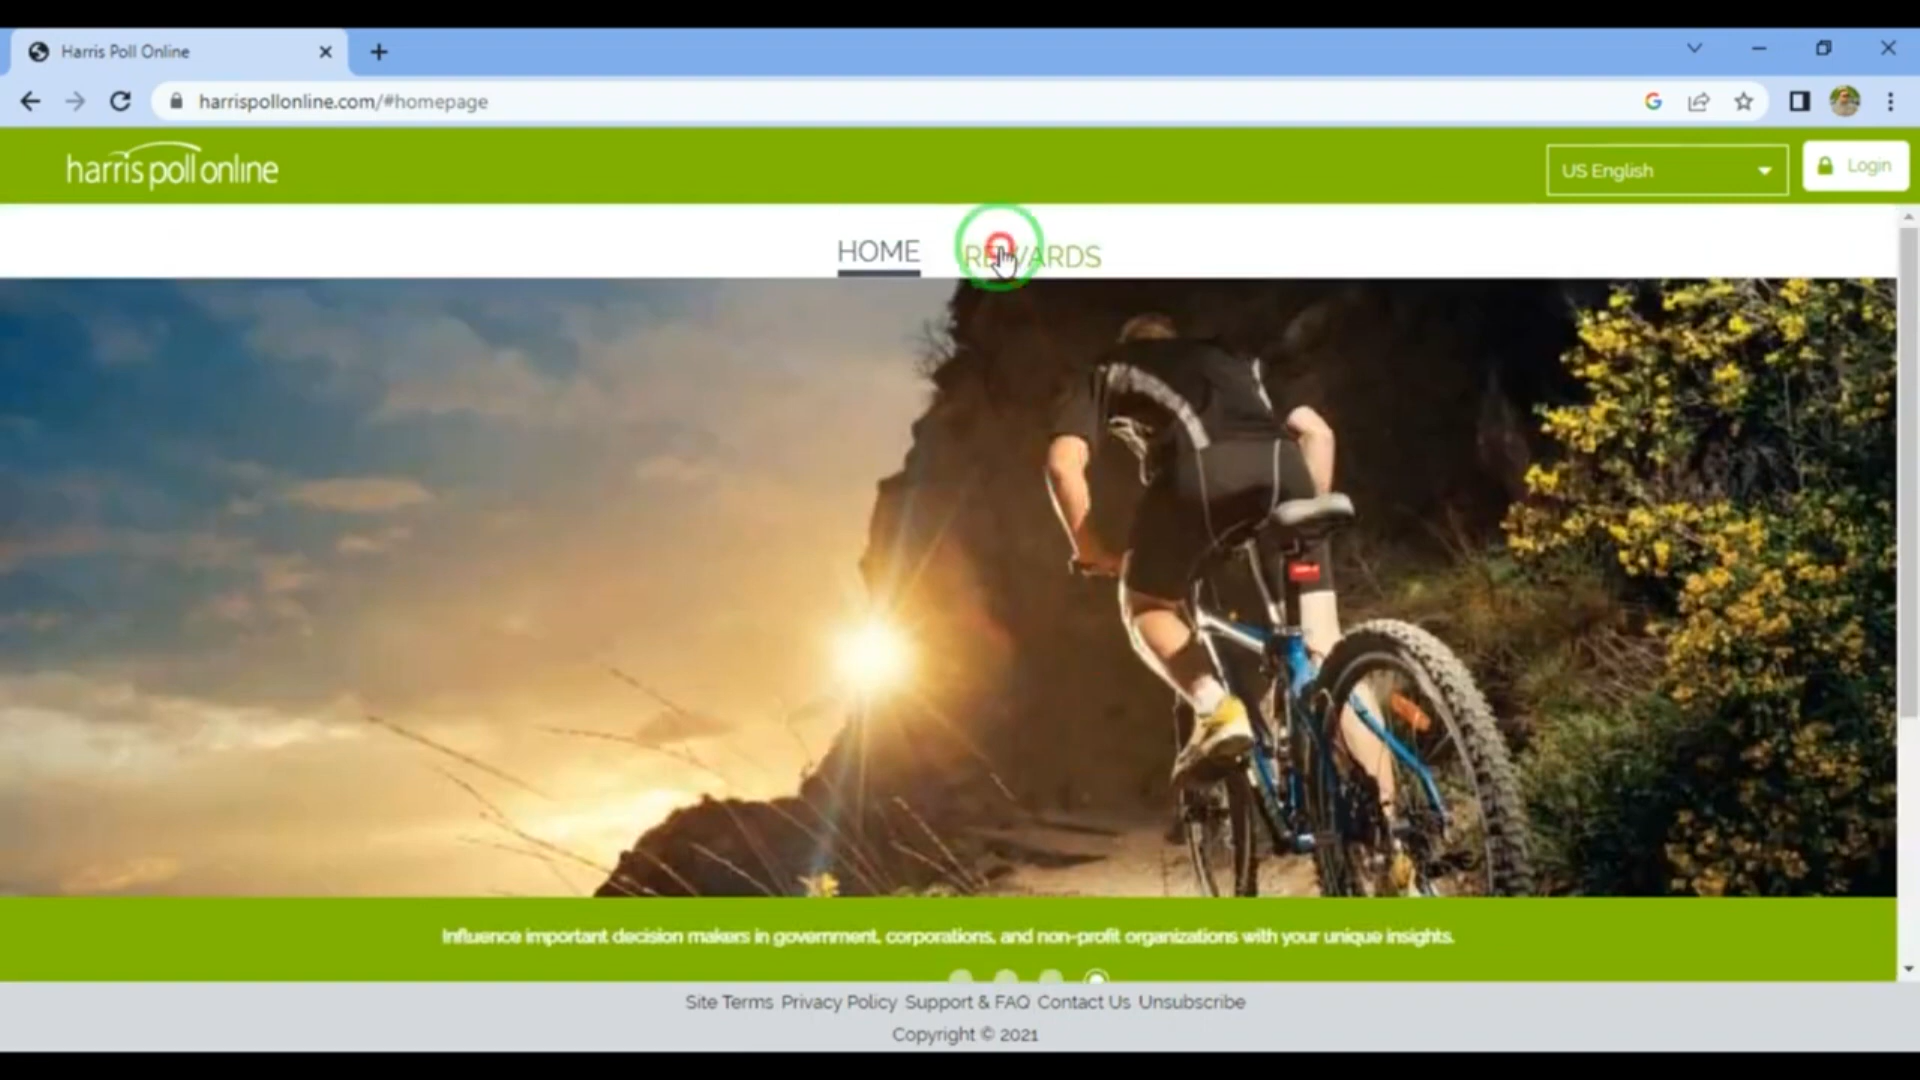 Harris Poll Online
harrispollonline.com/#homepage
harris poll online
US English
Login
HOME
REWARDS
Influence important decision makers in government, corporations, and non-profit organizations with your unique insights.
Site Terms Privacy Policy Support & FAQ Contact Us Unsubscribe
Copyright © 2021